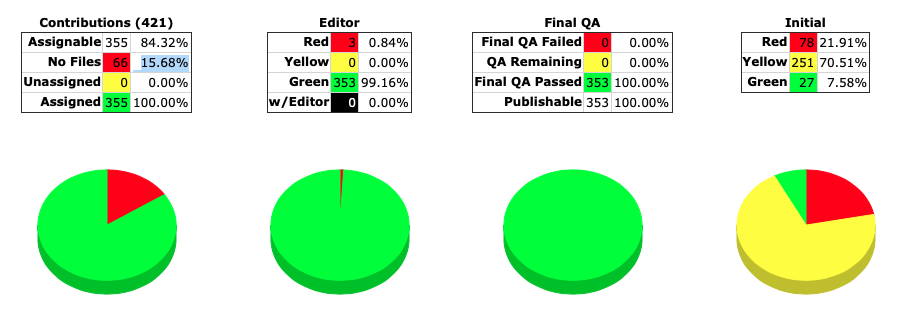 Contributions (421)
Assignable 355 84.32%
No Files 66 15.68%
Unassigned 0 0.00%
Assigned 355 100.00%
Editor
Red 3 0.84%
Yellow 0 0.00%
Green 353 99.16%
w/Editor 0 0.00%
Final QA
Final QA Failed 0 0.00%
QA Remaining 0 0.00%
Final QA Passed 353 100.00%
Publishable 353 100.00%
Initial
Red 78 21.91%
Yellow 251 70.51%
Green 27 7.58%